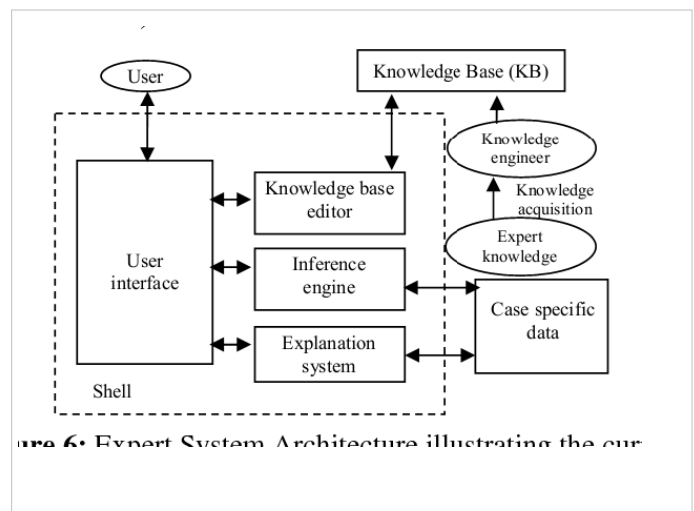 User
Knowledge Base (KB)
Knowledge
engineer
Knowledge base
editor
Knowledge
acquisition
Expert
knowledge
User
interface
Inference
engine
Case specific
data
Explanation
system
Shell
6: Expert System Architecture illustrating the